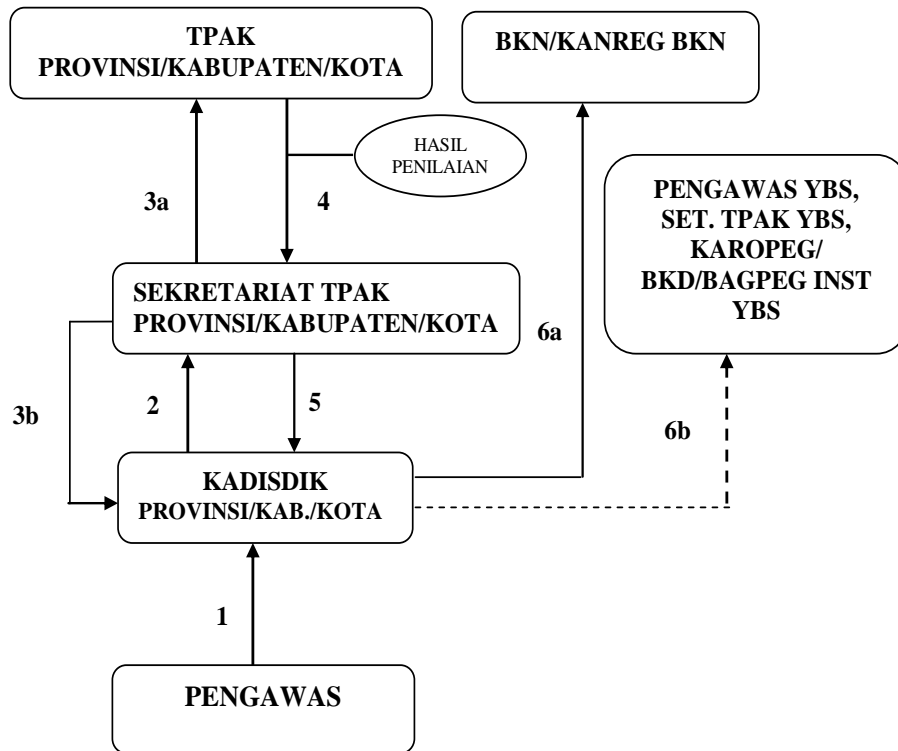 TPAK
PROVINSI/KABUPATEN/KOTA
BKN/KANREG BKN
HASIL
PENILAIAN
3a
4
PENGAWAS YBS,
SET. TPAK YBS,
KAROPEG/
BKD/BAGPEG INST
YBS
SEKRETARIAT TPAK
PROVINSI/KABUPATEN/KOTA
6a
3b
2
5
6b
KADISDIK
PROVINSI/KAB./KOTA
1
PENGAWAS